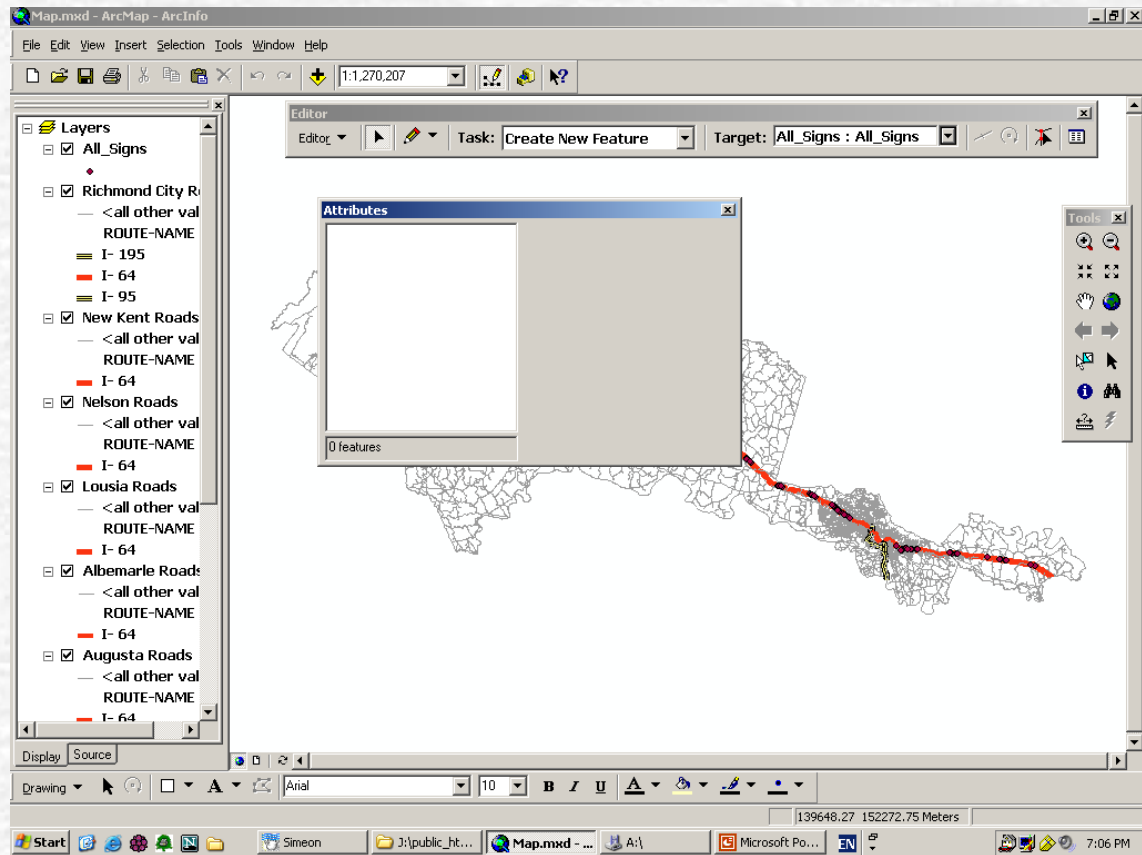 Map.mxd - ArcMap - ArcInfo
File Edit View Insert Selection Tools Window Help
1:1,270,207
Editor
Editor Task: Create New Feature Target: All_Signs : All_Signs
Layers
All_Signs
Richmond City R
<all other val
ROUTE-NAME
I- 195
I- 64
I- 95
New Kent Roads
<all other val
ROUTE-NAME
I- 64
Nelson Roads
<all other val
ROUTE-NAME
I- 64
Lousia Roads
<all other val
ROUTE-NAME
I- 64
Albemarle Roads
<all other val
ROUTE-NAME
I- 64
Augusta Roads
<all other val
ROUTE-NAME
I- 64
Display Source
Attributes
0 features
Tools
Drawing A Arial 10 B I U A
139648.27 152272.75 Meters
Start N Simeon J:\public_ht... Map.mxd - ... A:\ Microsoft Po... EN 7:06 PM